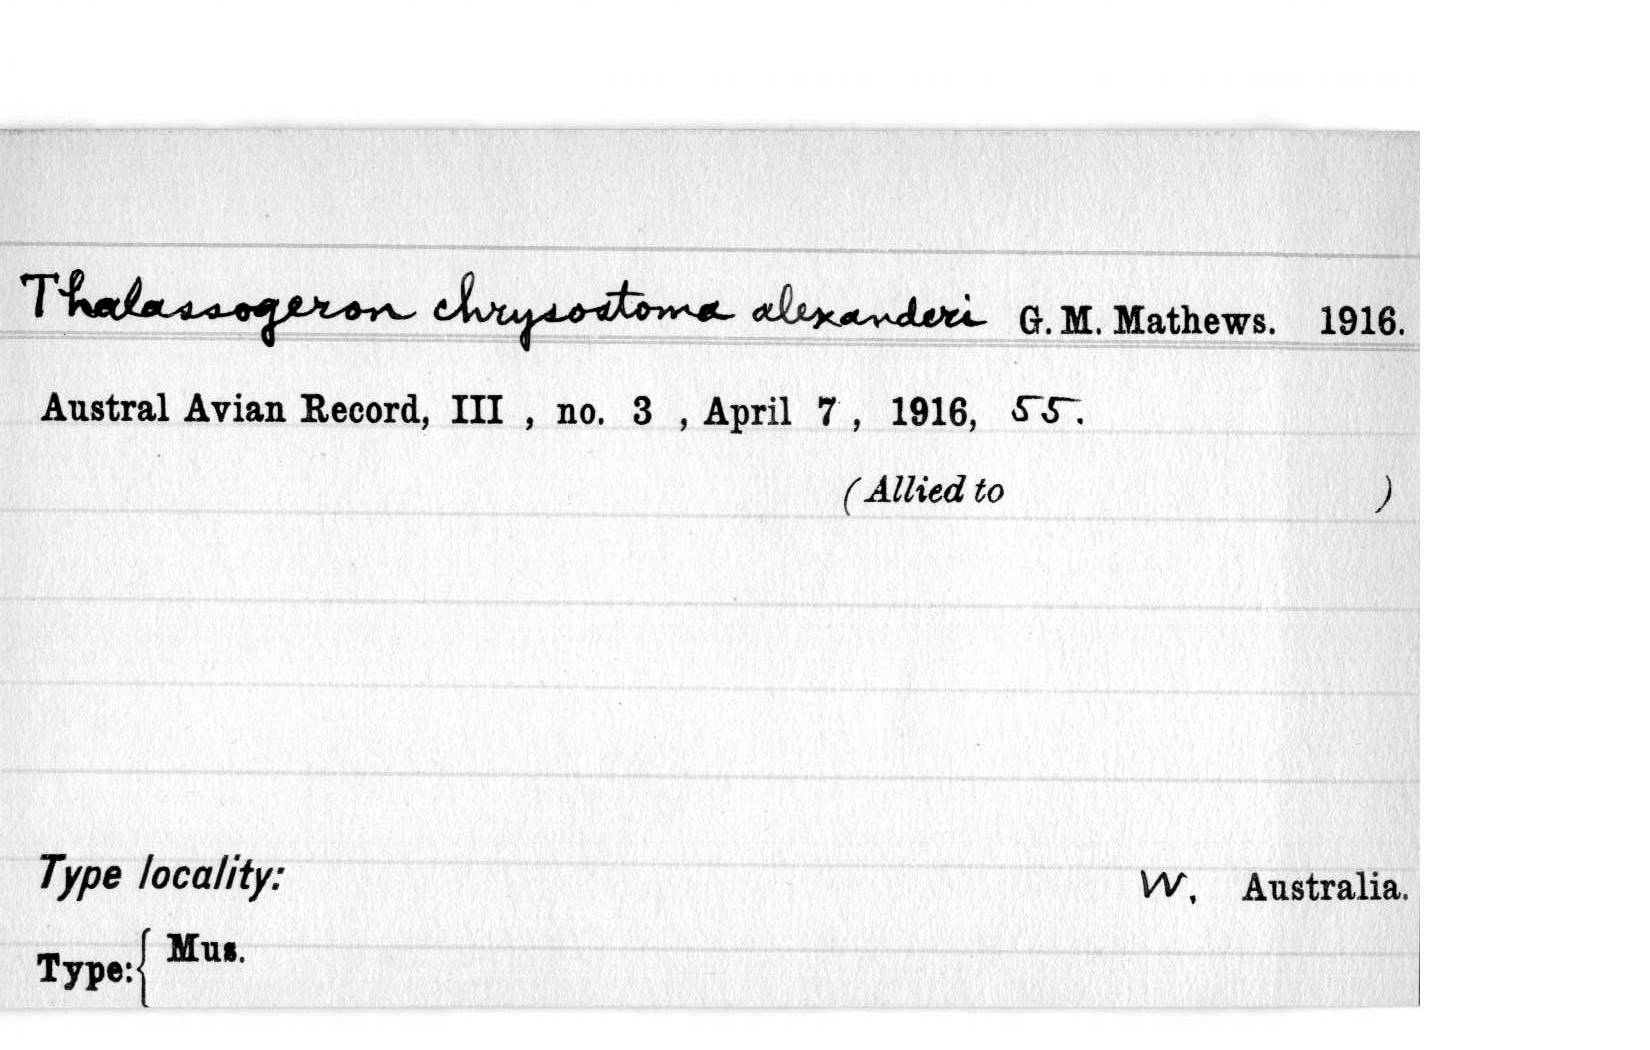 Thalassogeron chrysostoma alexanderi G. M. Mathews. 1916.
Austral Avian Record, III , no. 3 , April 7 , 1916, 55.
(Allied to )
Type locality: W. Australia.
Type:{ Mus.